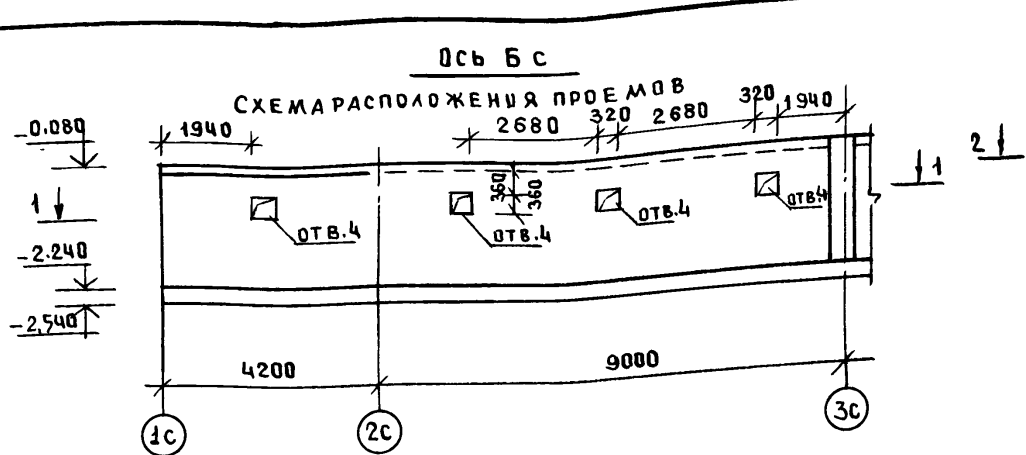 ОСЬ Б С
СХЕМА РАСПОЛОЖЕНИЯ ПРОЕМОВ
-0.080
1940
2680
320
2680
320
1940
2
1
360
360
1
ОТВ.4
ОТВ.4
ОТВ.4
ОТВ.4
-2.240
-2,540
4200
9000
1С
2С
3С